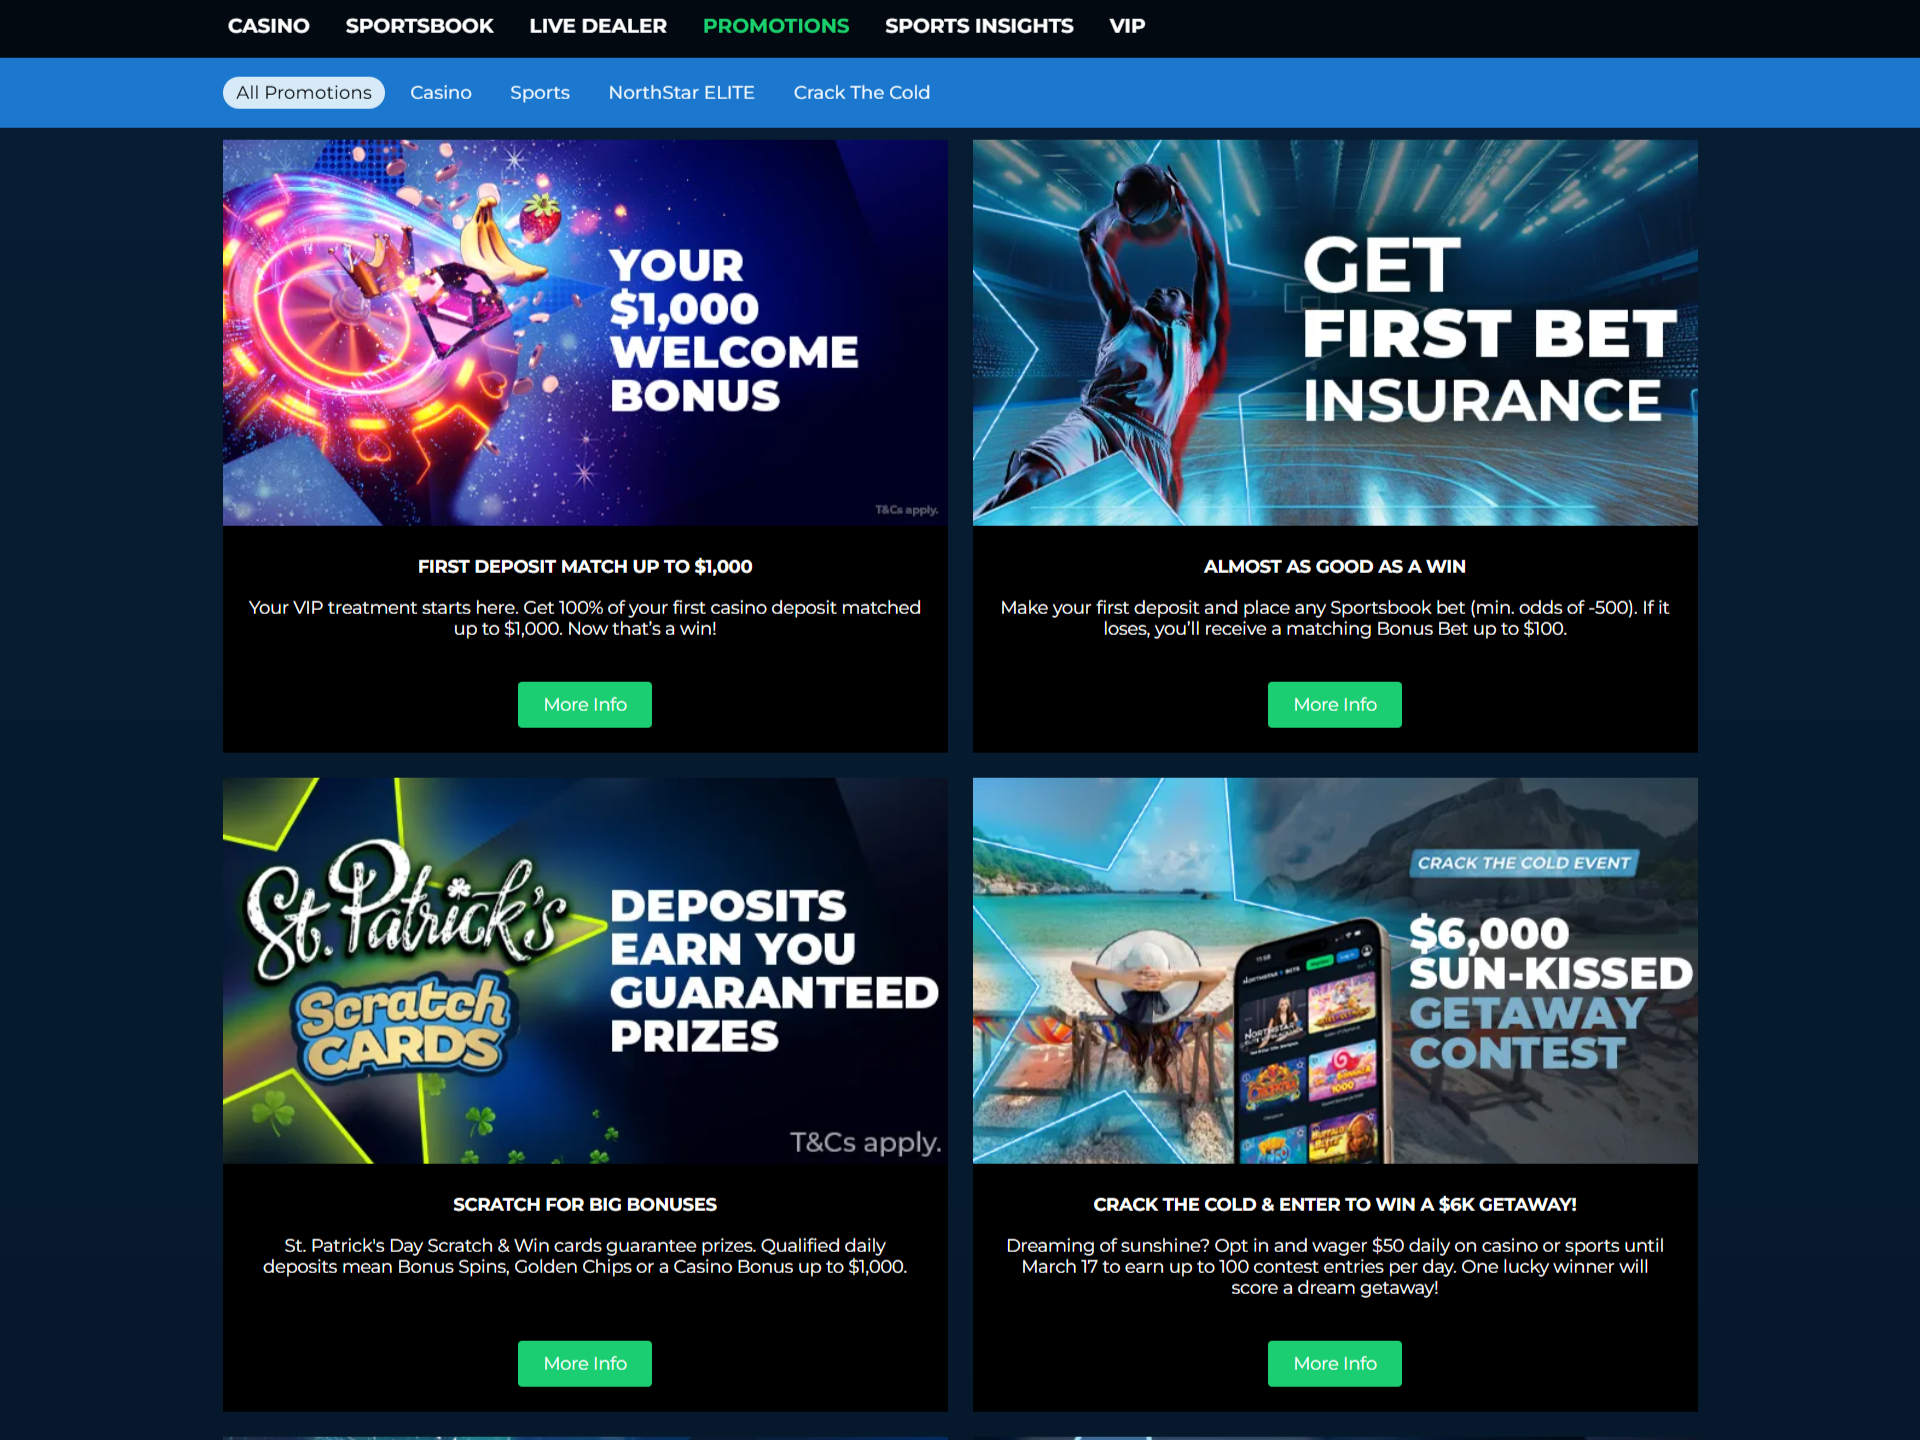 CASINO SPORTSBOOK LIVE DEALER PROMOTIONS SPORTS INSIGHTS VIP
All Promotions Casino Sports NorthStar ELITE Crack The Cold
YOUR
$1,000
WELCOME
BONUS
T&Cs apply.
GET
FIRST BET
INSURANCE
FIRST DEPOSIT MATCH UP TO $1,000
Your VIP treatment starts here. Get 100% of your first casino deposit matched
up to $1,000. Now that’s a win!
More Info
ALMOST AS GOOD AS A WIN
Make your first deposit and place any Sportsbook bet (min. odds of -500). If it
loses, you’ll receive a matching Bonus Bet up to $100.
More Info
St. Patrick's
Scratch
CARDS
DEPOSITS
EARN YOU
GUARANTEED
PRIZES
T&Cs apply.
CRACK THE COLD EVENT
$6,000
SUN-KISSED
GETAWAY
CONTEST
11:58
NORTHSTAR BETS
NORTHSTAR
1000
SCRATCH FOR BIG BONUSES
St. Patrick's Day Scratch & Win cards guarantee prizes. Qualified daily
deposits mean Bonus Spins, Golden Chips or a Casino Bonus up to $1,000.
More Info
CRACK THE COLD & ENTER TO WIN A $6K GETAWAY!
Dreaming of sunshine? Opt in and wager $50 daily on casino or sports until
March 17 to earn up to 100 contest entries per day. One lucky winner will
score a dream getaway!
More Info